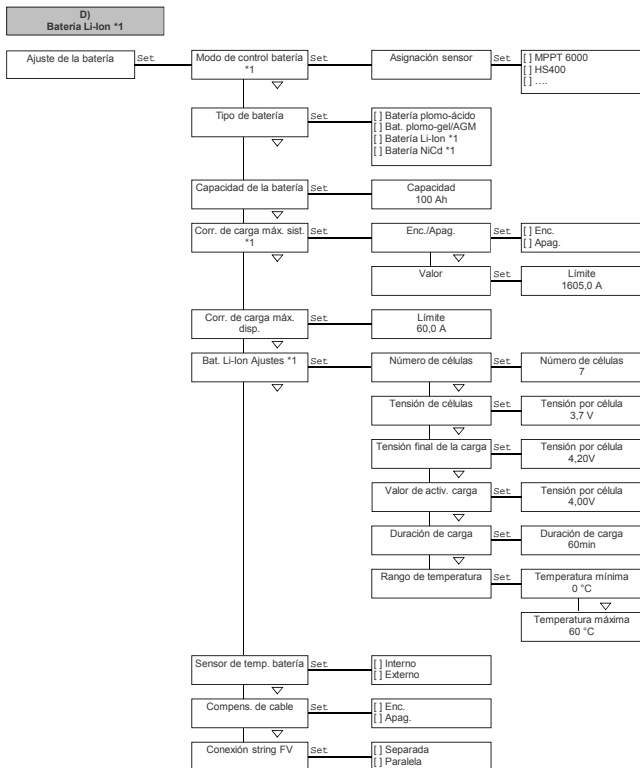 D)
Batería Li-Ion *1
Ajuste de la batería
Set
Modo de control batería
*1
Set
Asignación sensor
Set
[ ] MPPT 6000
[ ] HS400
[ ] ....
Tipo de batería
Set
[ ] Batería plomo-ácido
[ ] Bat. plomo-gel/AGM
[ ] Batería Li-Ion *1
[ ] Batería NiCd *1
Capacidad de la batería
Set
Capacidad
100 Ah
Corr. de carga máx. sist.
*1
Set
Enc./Apag.
Set
[ ] Enc.
[ ] Apag.
Valor
Set
Límite
1605,0 A
Corr. de carga máx.
disp.
Set
Límite
60,0 A
Bat. Li-Ion Ajustes *1
Set
Número de células
Set
Número de células
7
Tensión de células
Set
Tensión por célula
3,7 V
Tensión final de la carga
Set
Tensión por célula
4,20V
Valor de activ. carga
Set
Tensión por célula
4,00V
Duración de carga
Set
Duración de carga
60min
Rango de temperatura
Set
Temperatura mínima
0 °C
Temperatura máxima
60 °C
Sensor de temp. batería
Set
[ ] Interno
[ ] Externo
Compens. de cable
Set
[ ] Enc.
[ ] Apag.
Conexión string FV
Set
[ ] Separada
[ ] Paralela